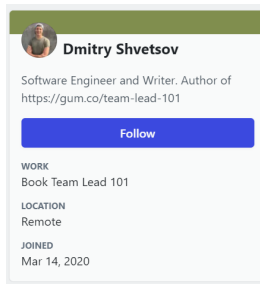 Dmitry Shvetsov
Software Engineer and Writer. Author of
https://gum.co/team-lead-101
Follow
WORK
Book Team Lead 101
LOCATION
Remote
JOINED
Mar 14, 2020